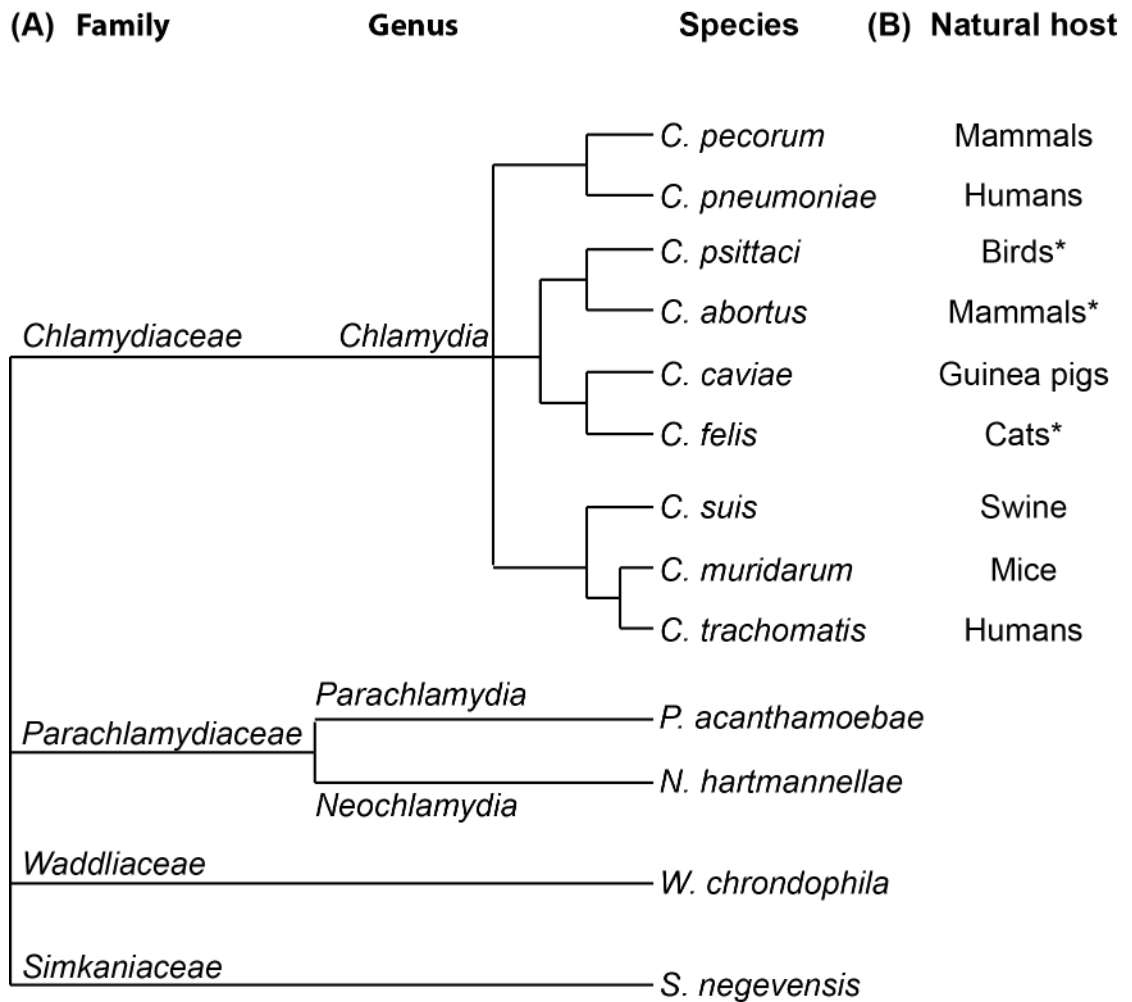 (A) Family Genus Species (B) Natural host
C. pecorum Mammals
C. pneumoniae Humans
C. psittaci Birds*
C. abortus Mammals*
Chlamydiaceae Chlamydia
C. caviae Guinea pigs
C. felis Cats*
C. suis Swine
C. muridarum Mice
C. trachomatis Humans
Parachlamydia
P. acanthamoebae
Parachlamydiaceae
N. hartmannellae
Neochlamydia
Waddliaceae
W. chrondophila
Simkaniaceae
S. negevensis